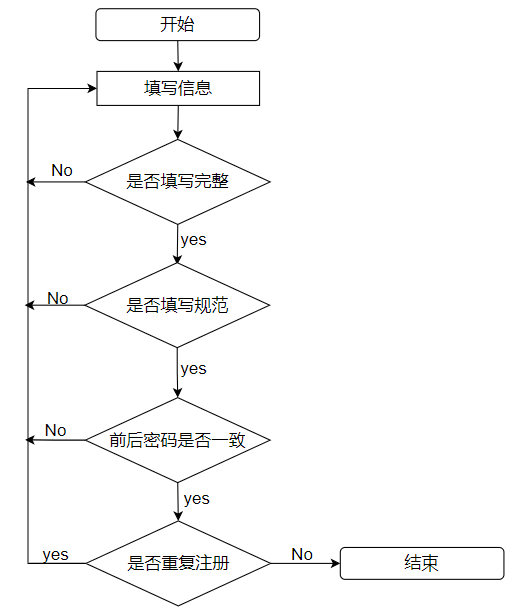 开始
填写信息
No
是否填写完整
yes
No
是否填写规范
yes
No
前后密码是否一致
yes
yes
是否重复注册
No
结束